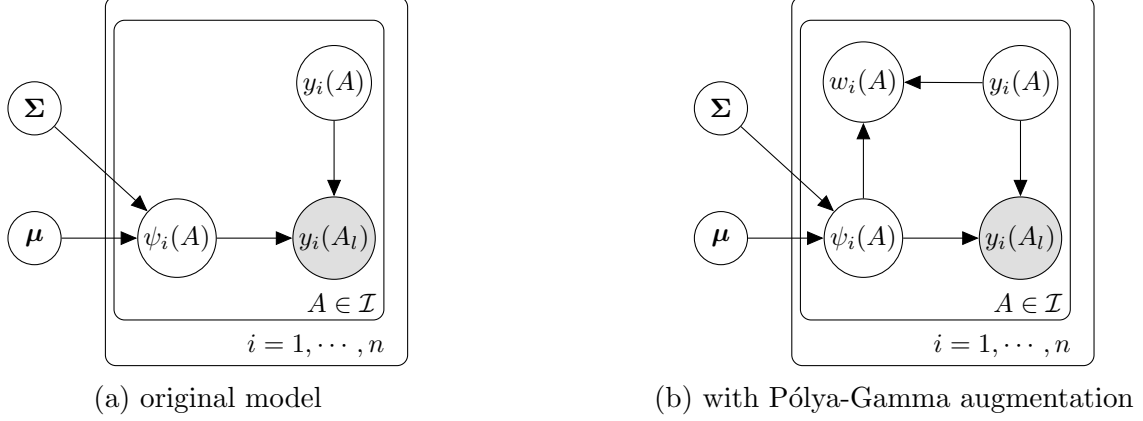 y_i(A)
Σ
μ
ψ_i(A)
y_i(A_l)
A ∈ ℐ
i = 1, ⋯ , n
(a) original model
w_i(A)
y_i(A)
Σ
μ
ψ_i(A)
y_i(A_l)
A ∈ ℐ
i = 1, ⋯ , n
(b) with Pólya-Gamma augmentation